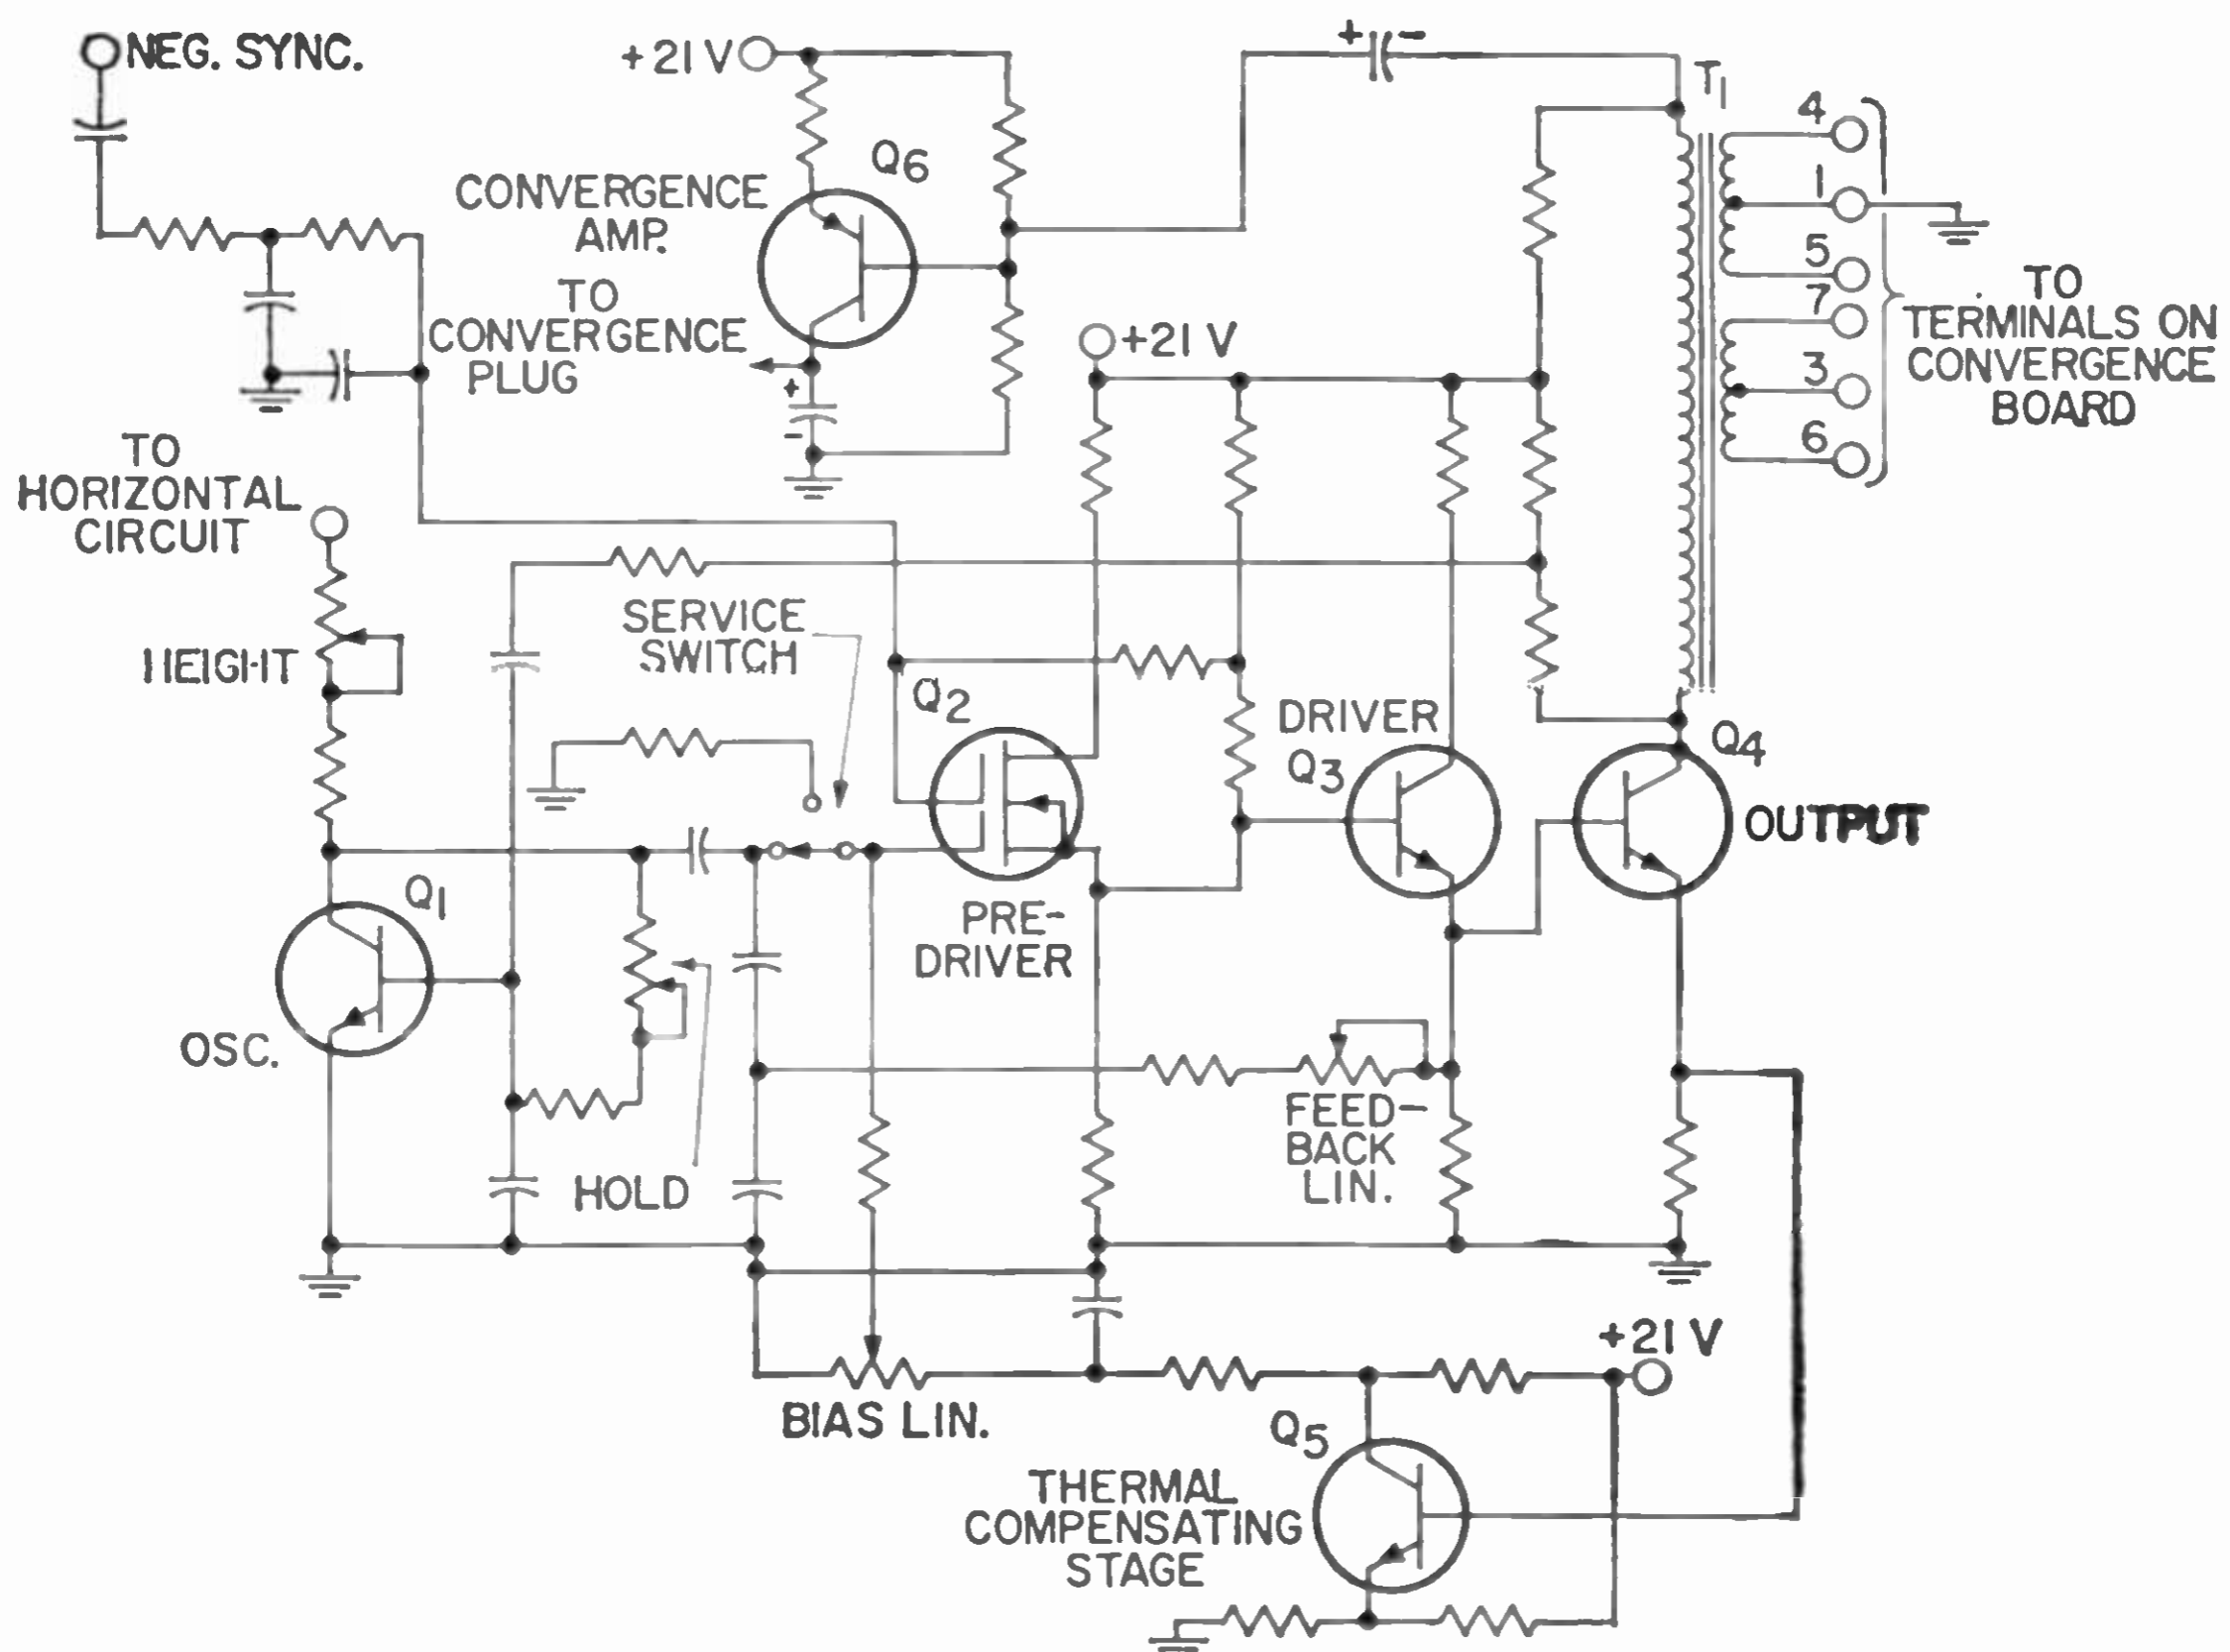 NEG. SYNC.
+21 V
+ -
T1
Q6
CONVERGENCE
AMP.
TO
CONVERGENCE
PLUG
+
-
4
1
5
7
3
6
TO
TERMINALS ON
CONVERGENCE
BOARD
+21 V
TO
HORIZONTAL
CIRCUIT
HEIGHT
SERVICE
SWITCH
Q2
PRE-
DRIVER
DRIVER
Q3
Q4
OUTPUT
Q1
OSC.
HOLD
FEED-
BACK
LIN.
BIAS LIN.
+21 V
Q5
THERMAL
COMPENSATING
STAGE